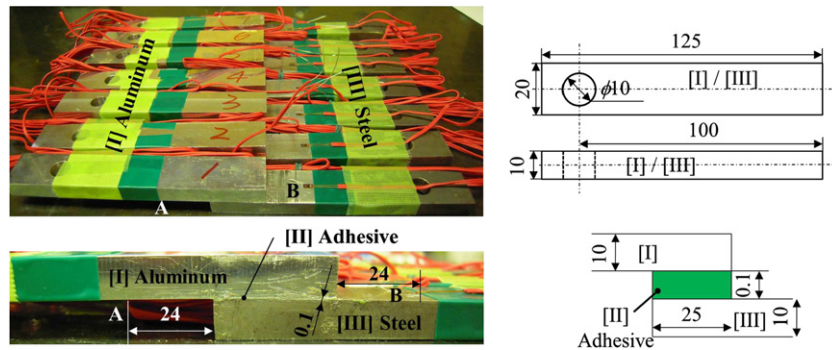 [I] Aluminum
[III] Steel
4
3
2
1
B
A
[II] Adhesive
[I] Aluminum
24
B
A
24
0.1
[III] Steel
125
20
ϕ10
[I] / [III]
100
10
[I] / [III]
10
[I]
0.1
[II]
Adhesive
25
[III]
10